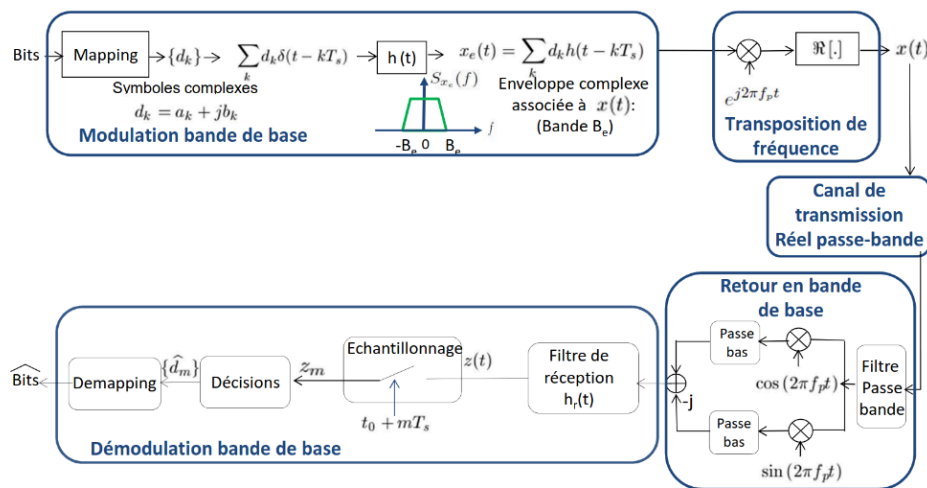 Bits
Mapping
{d_k}
∑_k d_k δ(t − kT_s)
h (t)
x_e(t) = ∑_k d_k h(t − kT_s)
Symboles complexes
d_k = a_k + jb_k
S_{x_e}(f)
f
-B_e 0 B_e
Enveloppe complexe
associée à x(t):
(Bande B_e)
Modulation bande de base
e^{j2πf_p t}
ℜ [.]
x(t)
Transposition de
fréquence
Canal de
transmission
Réel passe-bande
Retour en bande
de base
Passe
bas
cos (2πf_p t)
Filtre
Passe
bande
-j
Passe
bas
sin (2πf_p t)
Filtre de
réception
h_r(t)
z(t)
Echantillonnage
t_0 + mT_s
z_m
Décisions
{\widehat{d}_m}
Demapping
\widehat{Bits}
Démodulation bande de base